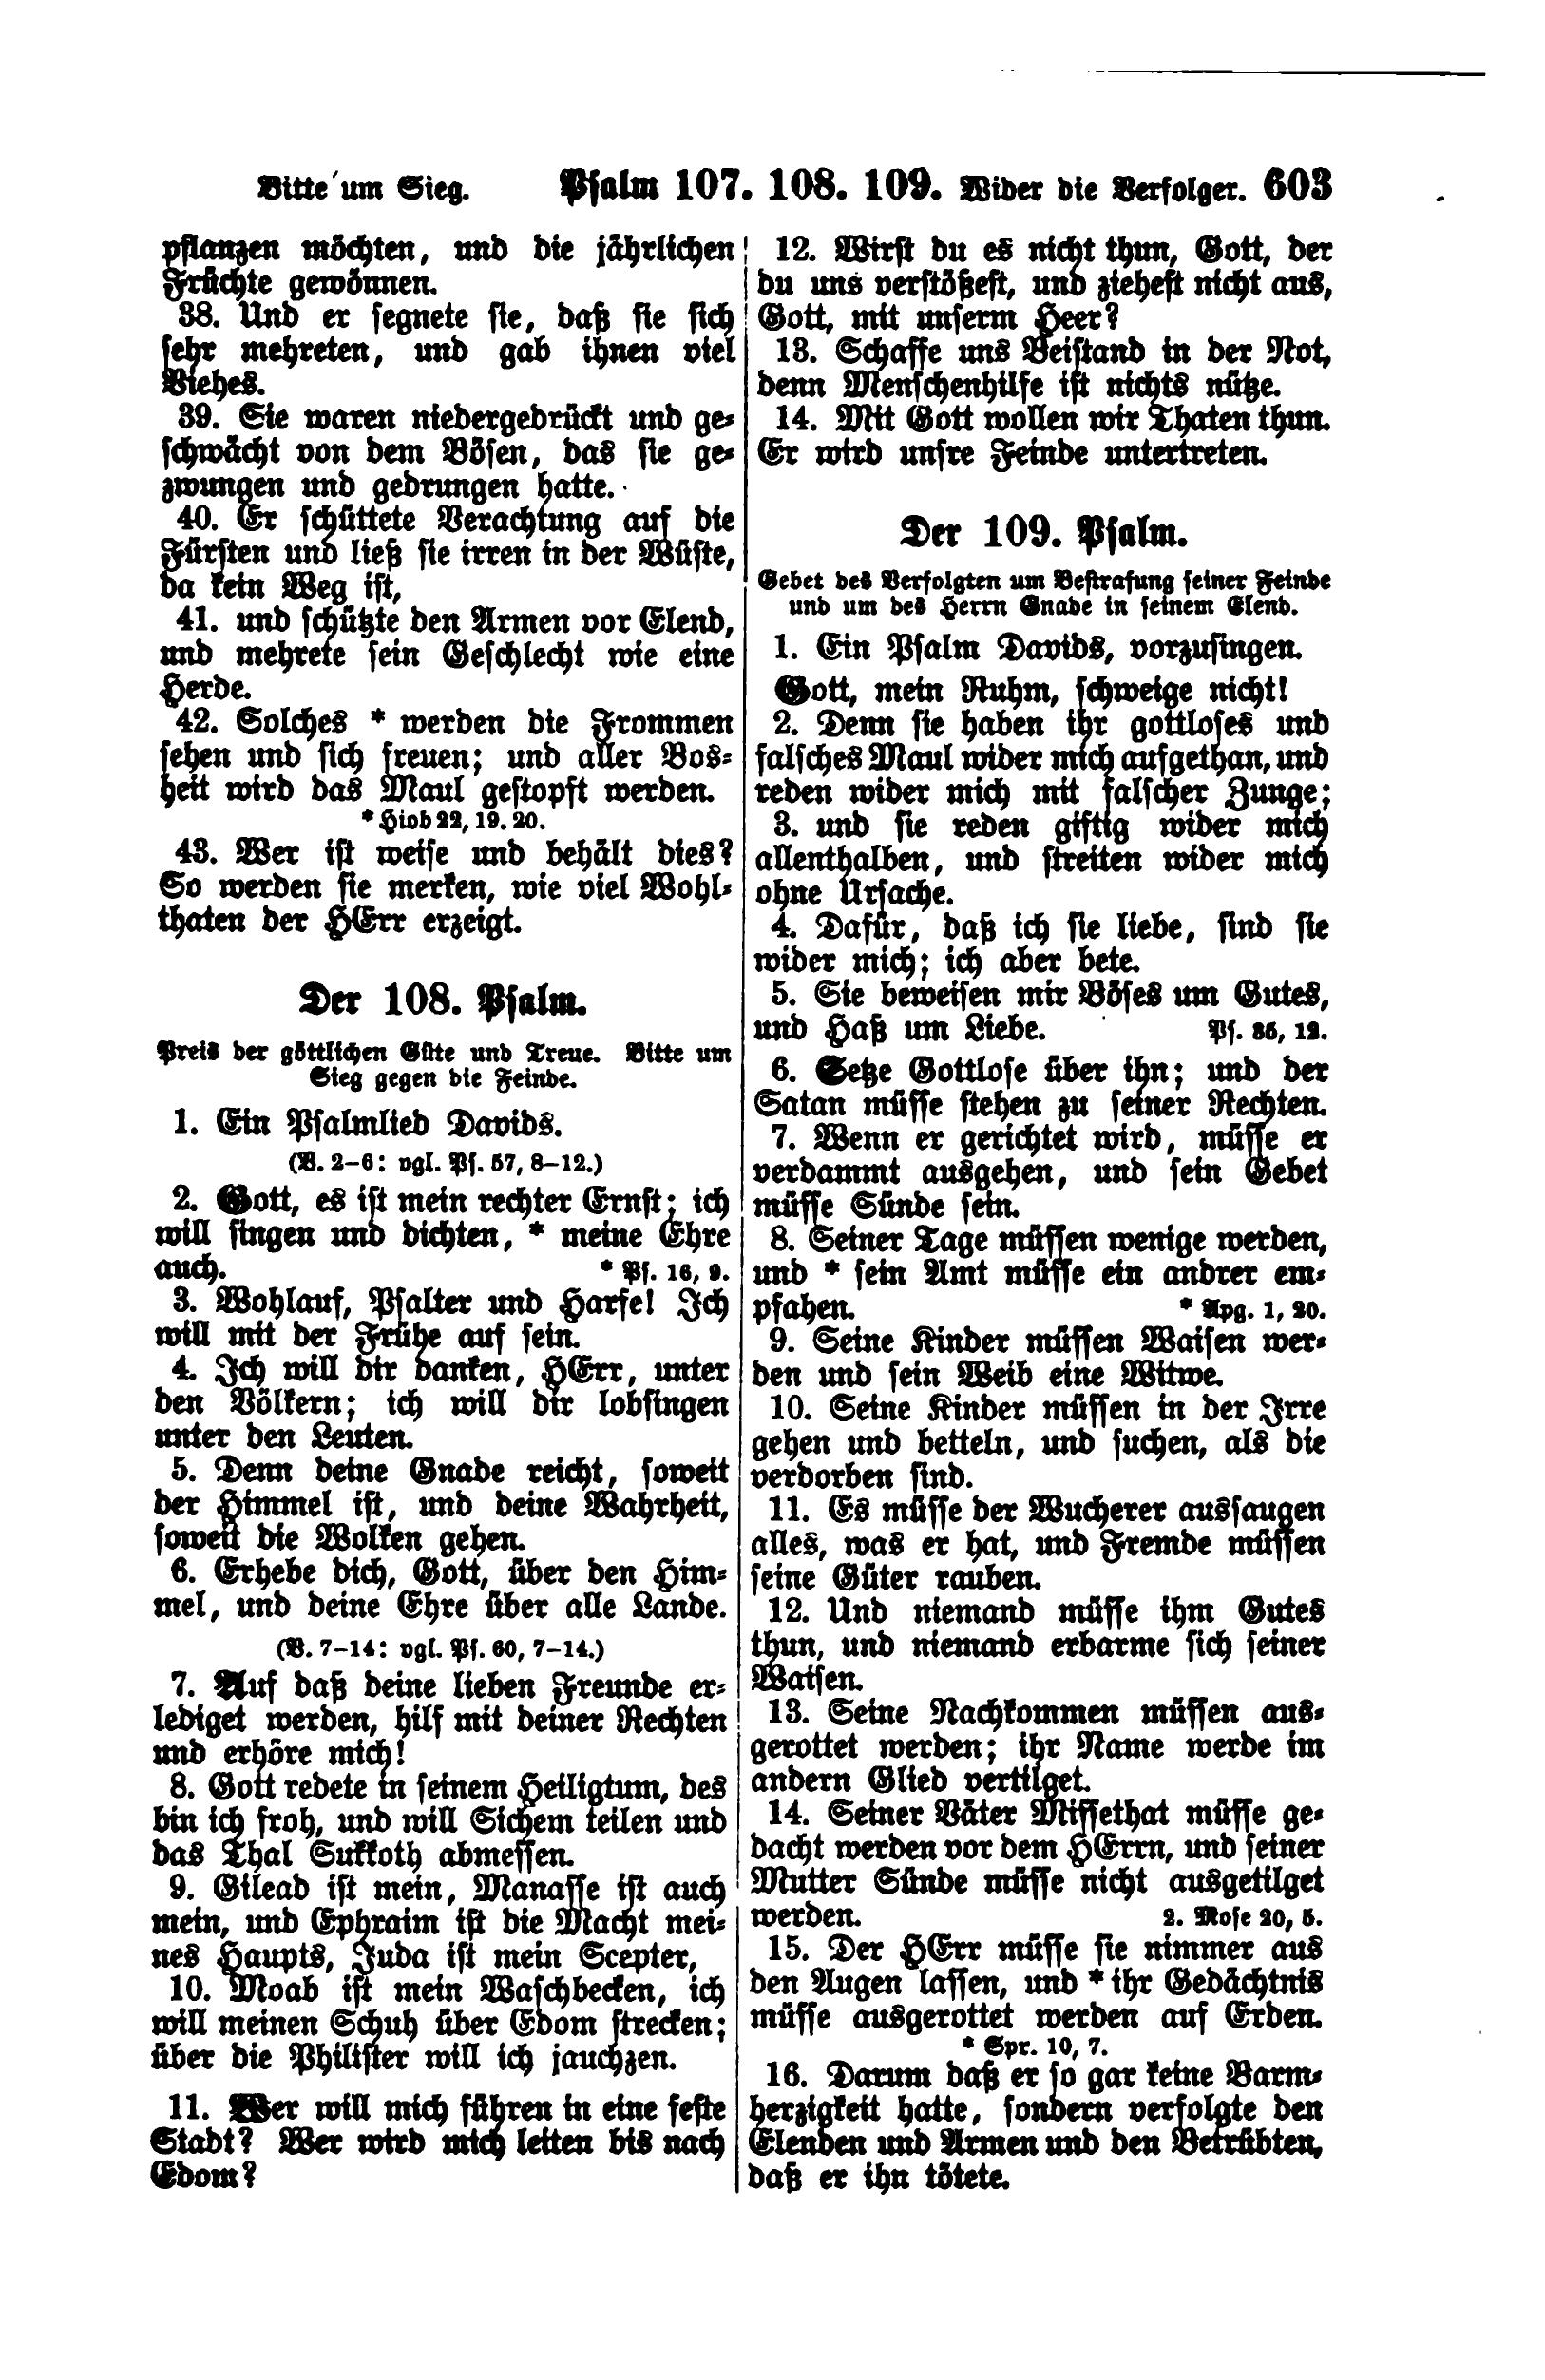 Bitte um Sieg. Psalm 107. 108. 109. Wider die Verfolger. 603
pflanzen möchten, und die jährlichen
Früchte gewönnen.
38. Und er segnete sie, daß sie sich
sehr mehreten, und gab ihnen viel
Viehes.
39. Sie waren niedergedrückt und ge-
schwächt von dem Bösen, das sie ge-
zwungen und gedrungen hatte.
40. Er schüttete Verachtung auf die
Fürsten und ließ sie irren in der Wüste,
da kein Weg ist,
41. und schützte den Armen vor Elend,
und mehrete sein Geschlecht wie eine
Herde.
42. Solches * werden die Frommen
sehen und sich freuen; und aller Bos-
heit wird das Maul gestopft werden.
* Hiob 22, 19. 20.
43. Wer ist weise und behält dies?
So werden sie merken, wie viel Wohl-
thaten der HErr erzeigt.
Der 108. Psalm.
Preis der göttlichen Güte und Treue. Bitte um
Sieg gegen die Feinde.
1. Ein Psalmlied Davids.
(V. 2–6: vgl. Ps. 57, 8–12.)
2. Gott, es ist mein rechter Ernst; ich
will singen und dichten, * meine Ehre
auch. * Ps. 16, 9.
3. Wohlauf, Psalter und Harfe! Ich
will mit der Frühe auf sein.
4. Ich will dir danken, HErr, unter
den Völkern; ich will dir lobsingen
unter den Leuten.
5. Denn deine Gnade reicht, soweit
der Himmel ist, und deine Wahrheit,
soweit die Wolken gehen.
6. Erhebe dich, Gott, über den Him-
mel, und deine Ehre über alle Lande.
(V. 7–14: vgl. Ps. 60, 7–14.)
7. Auf daß deine lieben Freunde er-
lediget werden, hilf mit deiner Rechten
und erhöre mich!
8. Gott redete in seinem Heiligtum, des
bin ich froh, und will Sichem teilen und
das Thal Sukkoth abmessen.
9. Gilead ist mein, Manasse ist auch
mein, und Ephraim ist die Macht mei-
nes Haupts, Juda ist mein Scepter,
10. Moab ist mein Waschbecken, ich
will meinen Schuh über Edom strecken;
über die Philister will ich jauchzen.
11. Wer will mich führen in eine feste
Stadt? Wer wird mich leiten bis nach
Edom?
12. Wirst du es nicht thun, Gott, der
du uns verstößest, und ziehest nicht aus,
Gott, mit unserm Heer?
13. Schaffe uns Beistand in der Not,
denn Menschenhilfe ist nichts nütze.
14. Mit Gott wollen wir Thaten thun.
Er wird unsre Feinde untertreten.
Der 109. Psalm.
Gebet des Verfolgten um Bestrafung seiner Feinde
und um des Herrn Gnade in seinem Elend.
1. Ein Psalm Davids, vorzusingen.
Gott, mein Ruhm, schweige nicht!
2. Denn sie haben ihr gottloses und
falsches Maul wider mich aufgethan, und
reden wider mich mit falscher Zunge;
3. und sie reden giftig wider mich
allenthalben, und streiten wider mich
ohne Ursache.
4. Dafür, daß ich sie liebe, sind sie
wider mich; ich aber bete.
5. Sie beweisen mir Böses um Gutes,
und Haß um Liebe. Ps. 35, 12.
6. Setze Gottlose über ihn; und der
Satan müsse stehen zu seiner Rechten.
7. Wenn er gerichtet wird, müsse er
verdammt ausgehen, und sein Gebet
müsse Sünde sein.
8. Seiner Tage müssen wenige werden,
und * sein Amt müsse ein andrer em-
pfahen. * Apg. 1, 20.
9. Seine Kinder müssen Waisen wer-
den und sein Weib eine Witwe.
10. Seine Kinder müssen in der Irre
gehen und betteln, und suchen, als die
verdorben sind.
11. Es müsse der Wucherer aussaugen
alles, was er hat, und Fremde müssen
seine Güter rauben.
12. Und niemand müsse ihm Gutes
thun, und niemand erbarme sich seiner
Waisen.
13. Seine Nachkommen müssen aus-
gerottet werden; ihr Name werde im
andern Glied vertilget.
14. Seiner Väter Missethat müsse ge-
dacht werden vor dem HErrn, und seiner
Mutter Sünde müsse nicht ausgetilget
werden. 2. Mose 20, 5.
15. Der HErr müsse sie nimmer aus
den Augen lassen, und * ihr Gedächtnis
müsse ausgerottet werden auf Erden.
* Spr. 10, 7.
16. Darum daß er so gar keine Barm-
herzigkeit hatte, sondern verfolgte den
Elenden und Armen und den Betrübten,
daß er ihn tötete.